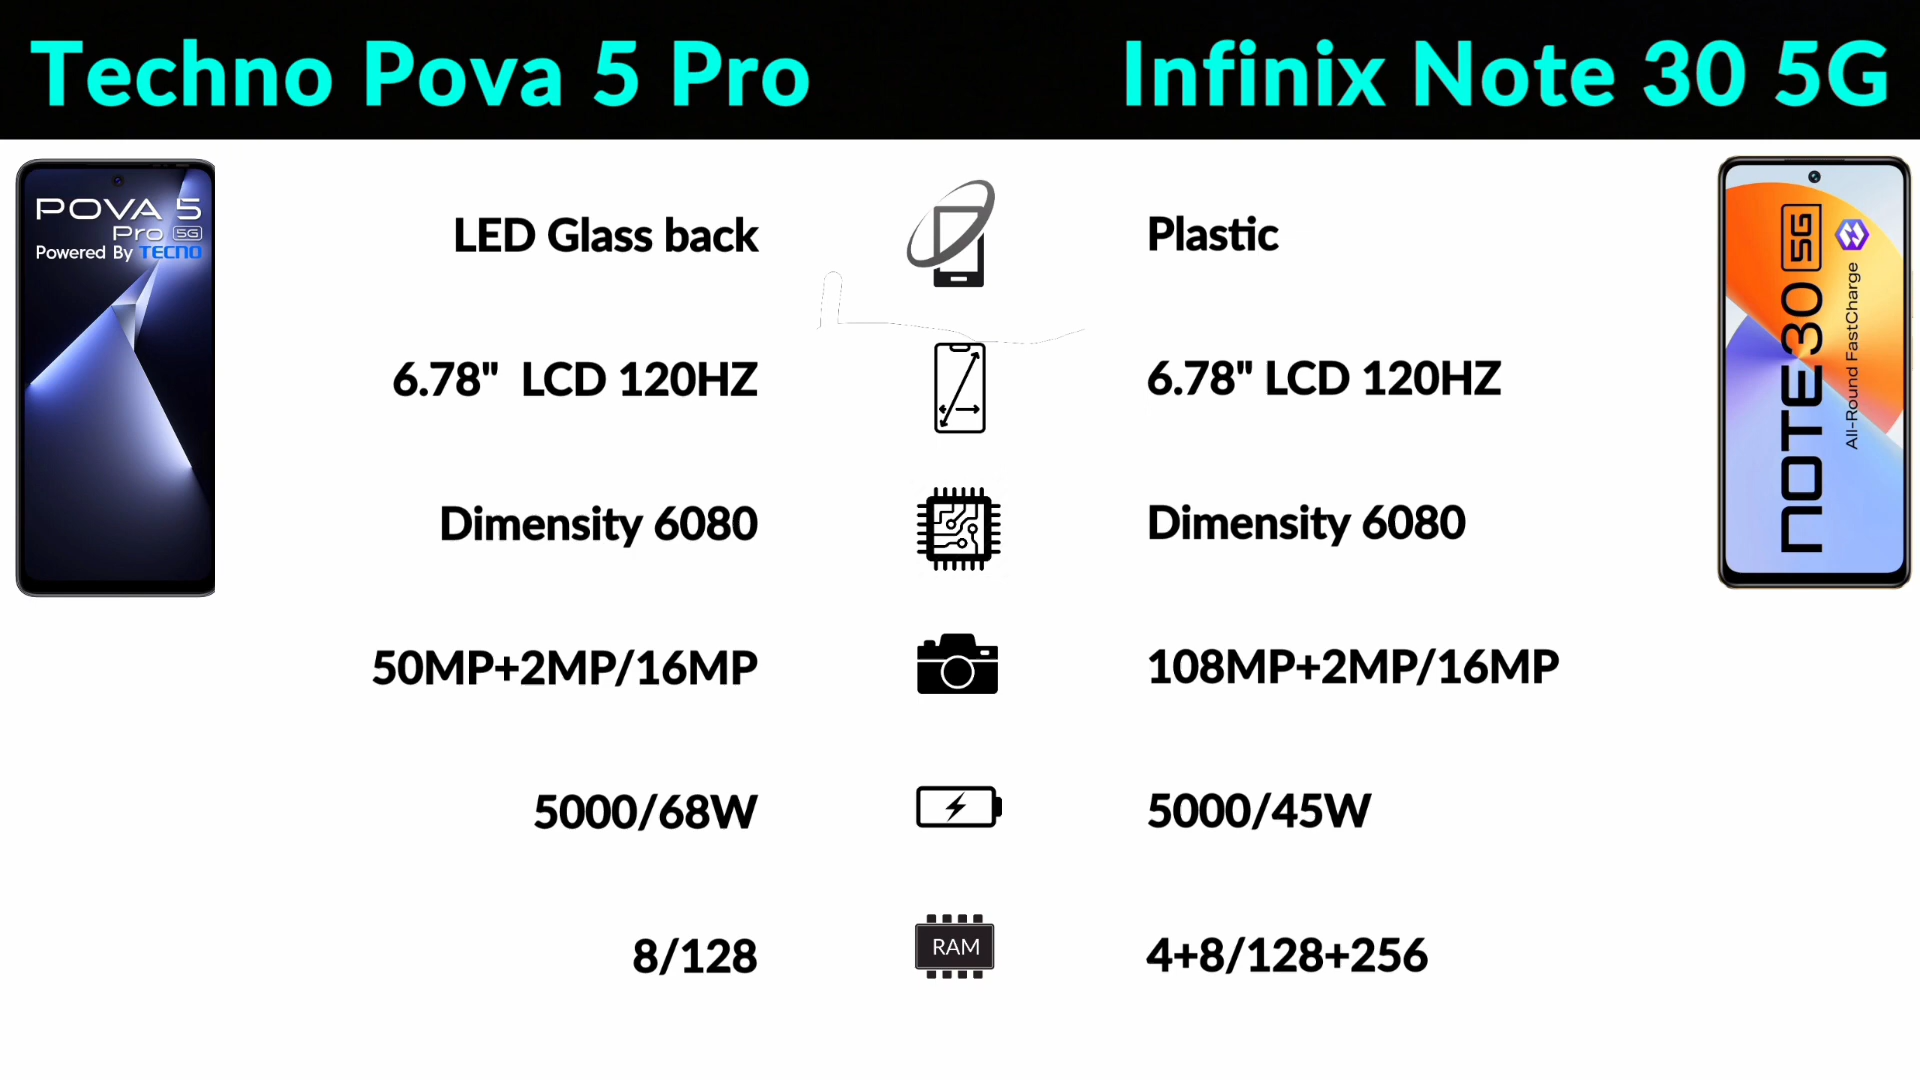 Techno Pova 5 Pro
Infinix Note 30 5G
POVA 5
Pro 5G
Powered By TECNO
NOTE30 5G
All-Round FastCharge
LED Glass back
Plastic
6.78" LCD 120HZ
6.78" LCD 120HZ
Dimensity 6080
Dimensity 6080
50MP+2MP/16MP
108MP+2MP/16MP
5000/68W
5000/45W
8/128
RAM
4+8/128+256